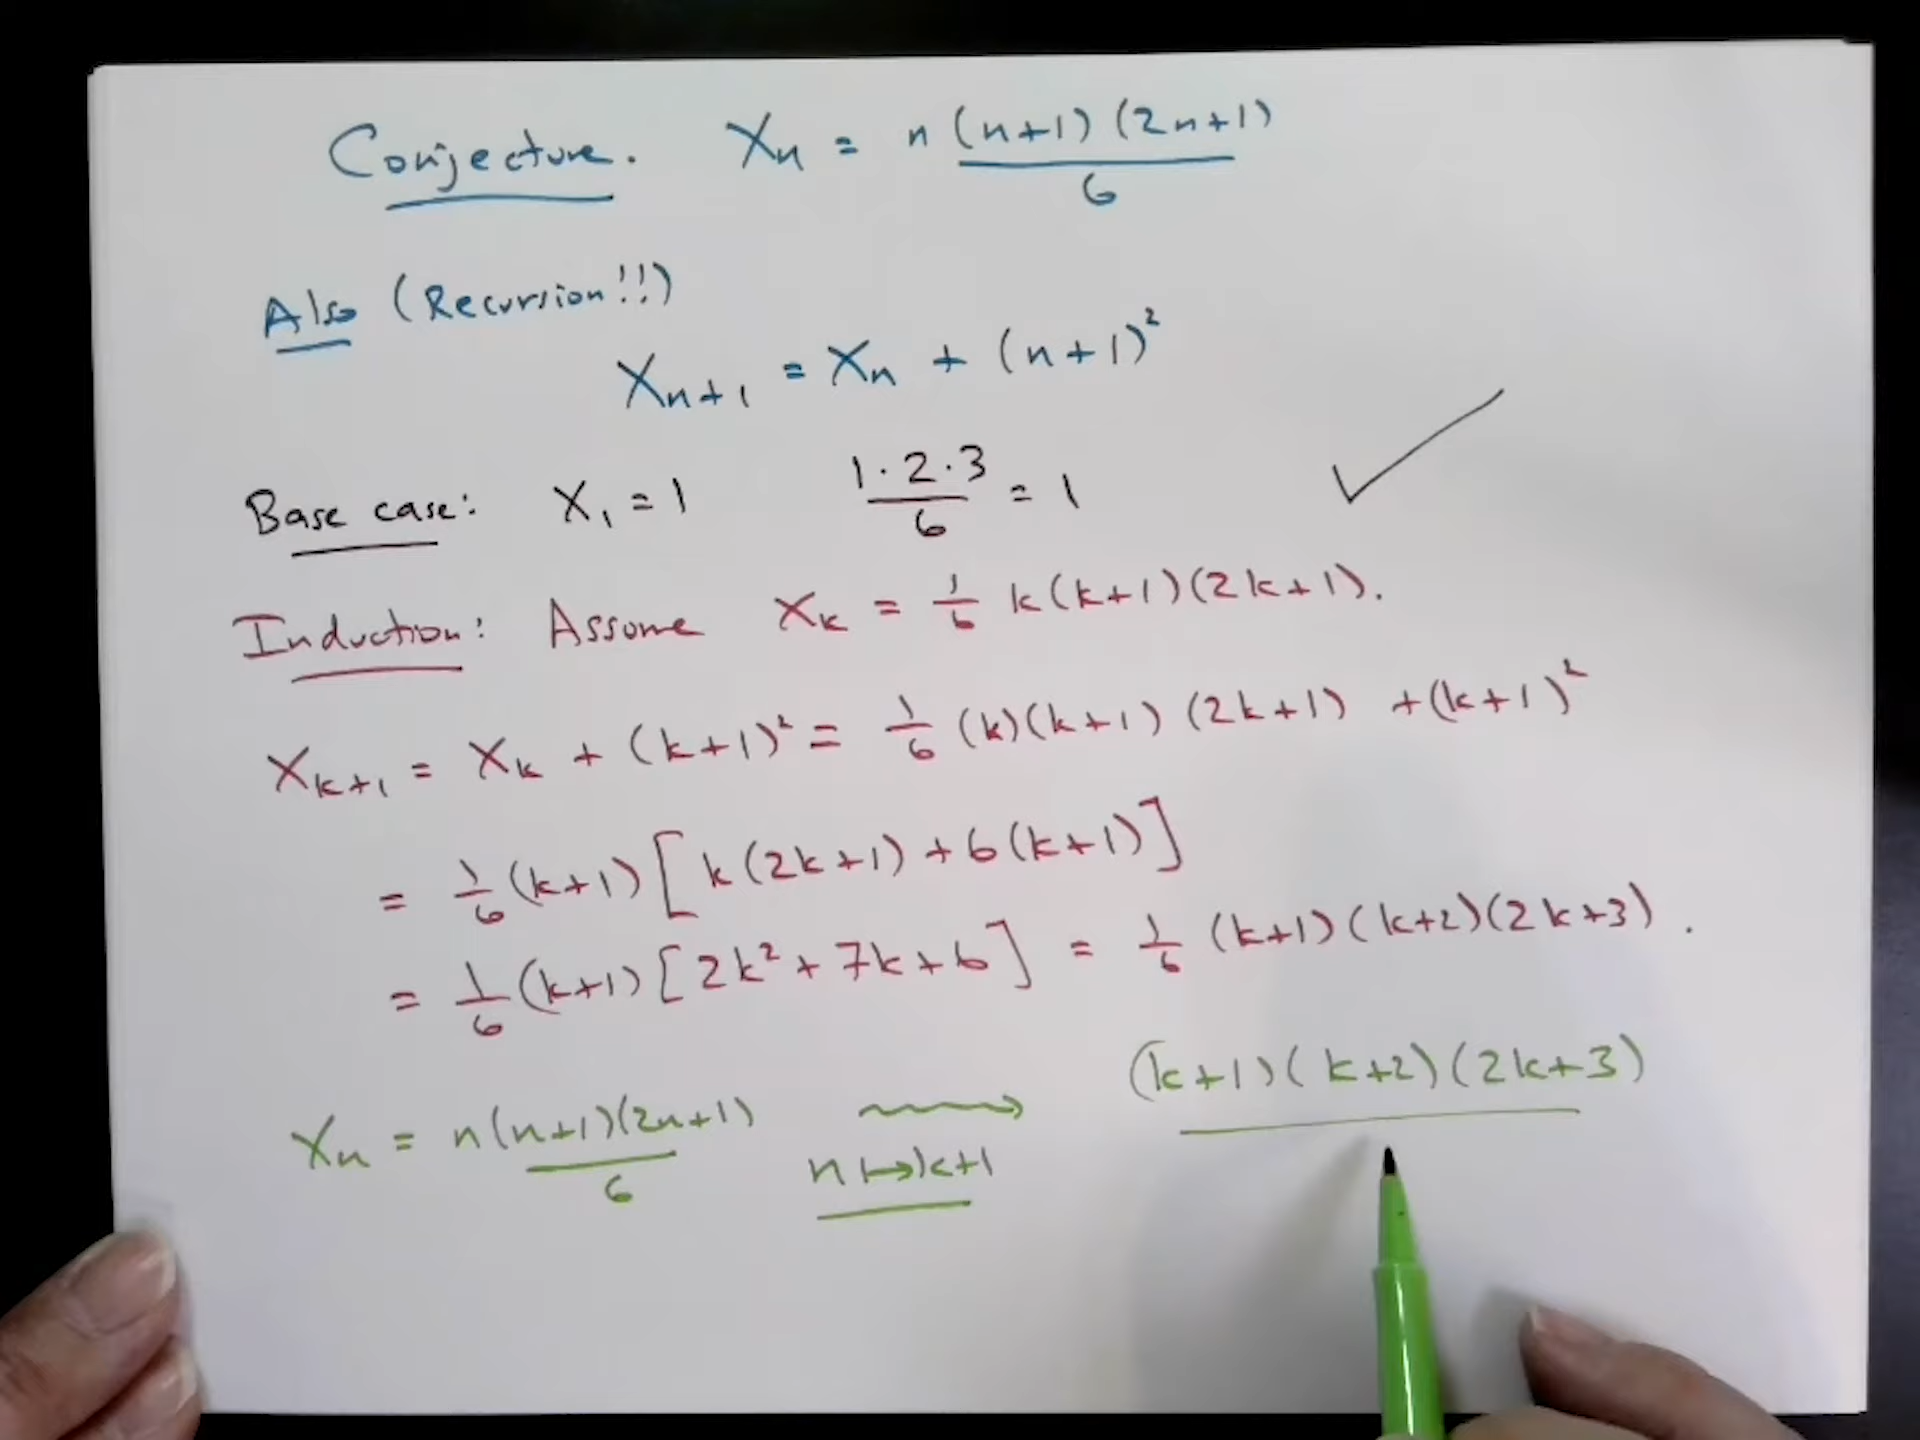 Conjecture. Xn = n(n+1)(2n+1)/6
Also (Recursion!!)
Xn+1 = Xn + (n+1)²
Base case: X₁ = 1 1·2·3/6 = 1 ✓
Induction: Assume Xk = 1/6 k(k+1)(2k+1).
Xk+1 = Xk + (k+1)² = 1/6 (k)(k+1)(2k+1) + (k+1)²
= 1/6 (k+1)[k(2k+1) + 6(k+1)]
= 1/6 (k+1)[2k² + 7k + 6] = 1/6 (k+1)(k+2)(2k+3).
Xn = n(n+1)(2n+1)/6 ⇝ n ↦ k+1 (k+1)(k+2)(2k+3)